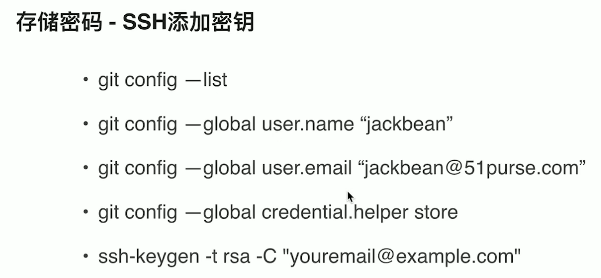 存储密码 - SSH添加密钥
• git config —list
• git config —global user.name “jackbean”
• git config —global user.email “jackbean@51purse.com”
• git config —global credential.helper store
• ssh-keygen -t rsa -C "youremail@example.com"